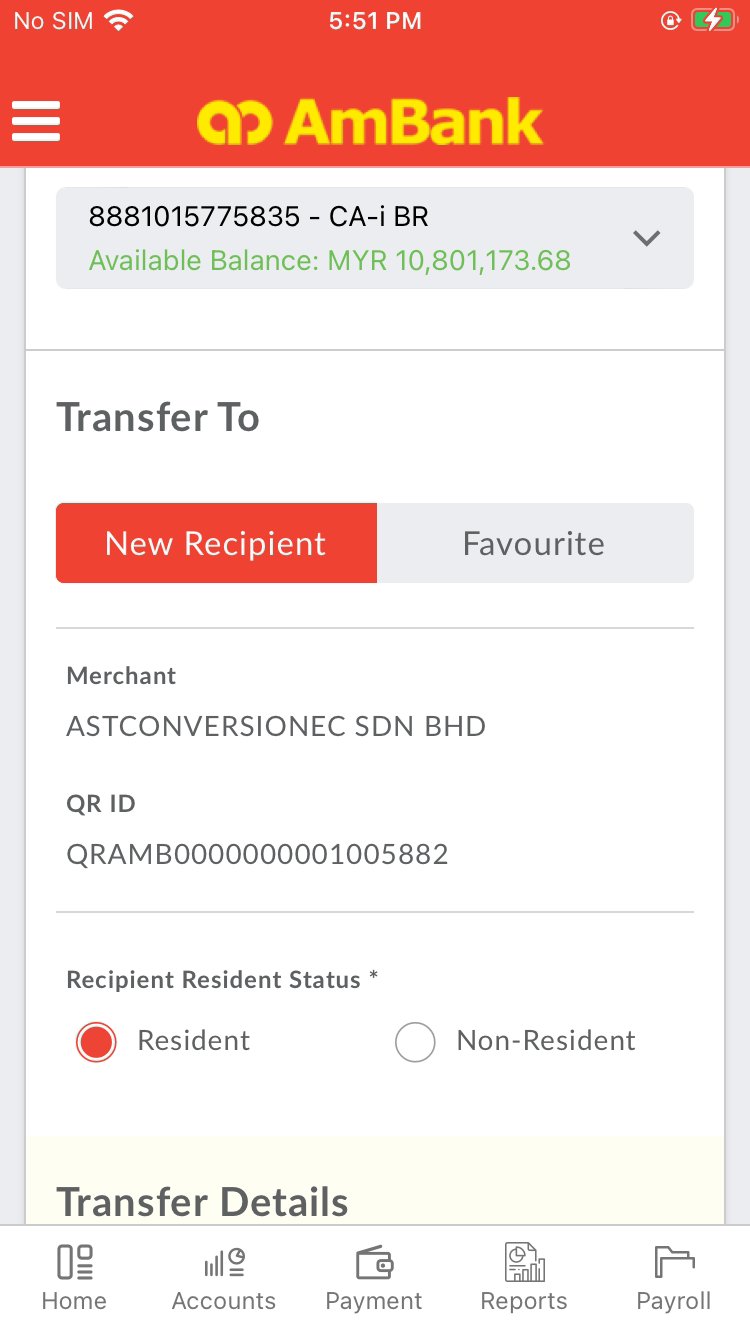 No SIM 5:51 PM
AmBank
8881015775835 - CA-i BR
Available Balance: MYR 10,801,173.68
Transfer To
New Recipient Favourite
Merchant
ASTCONVERSIONEC SDN BHD
QR ID
QRAMB0000000001005882
Recipient Resident Status *
Resident Non-Resident
Transfer Details
Home Accounts Payment Reports Payroll